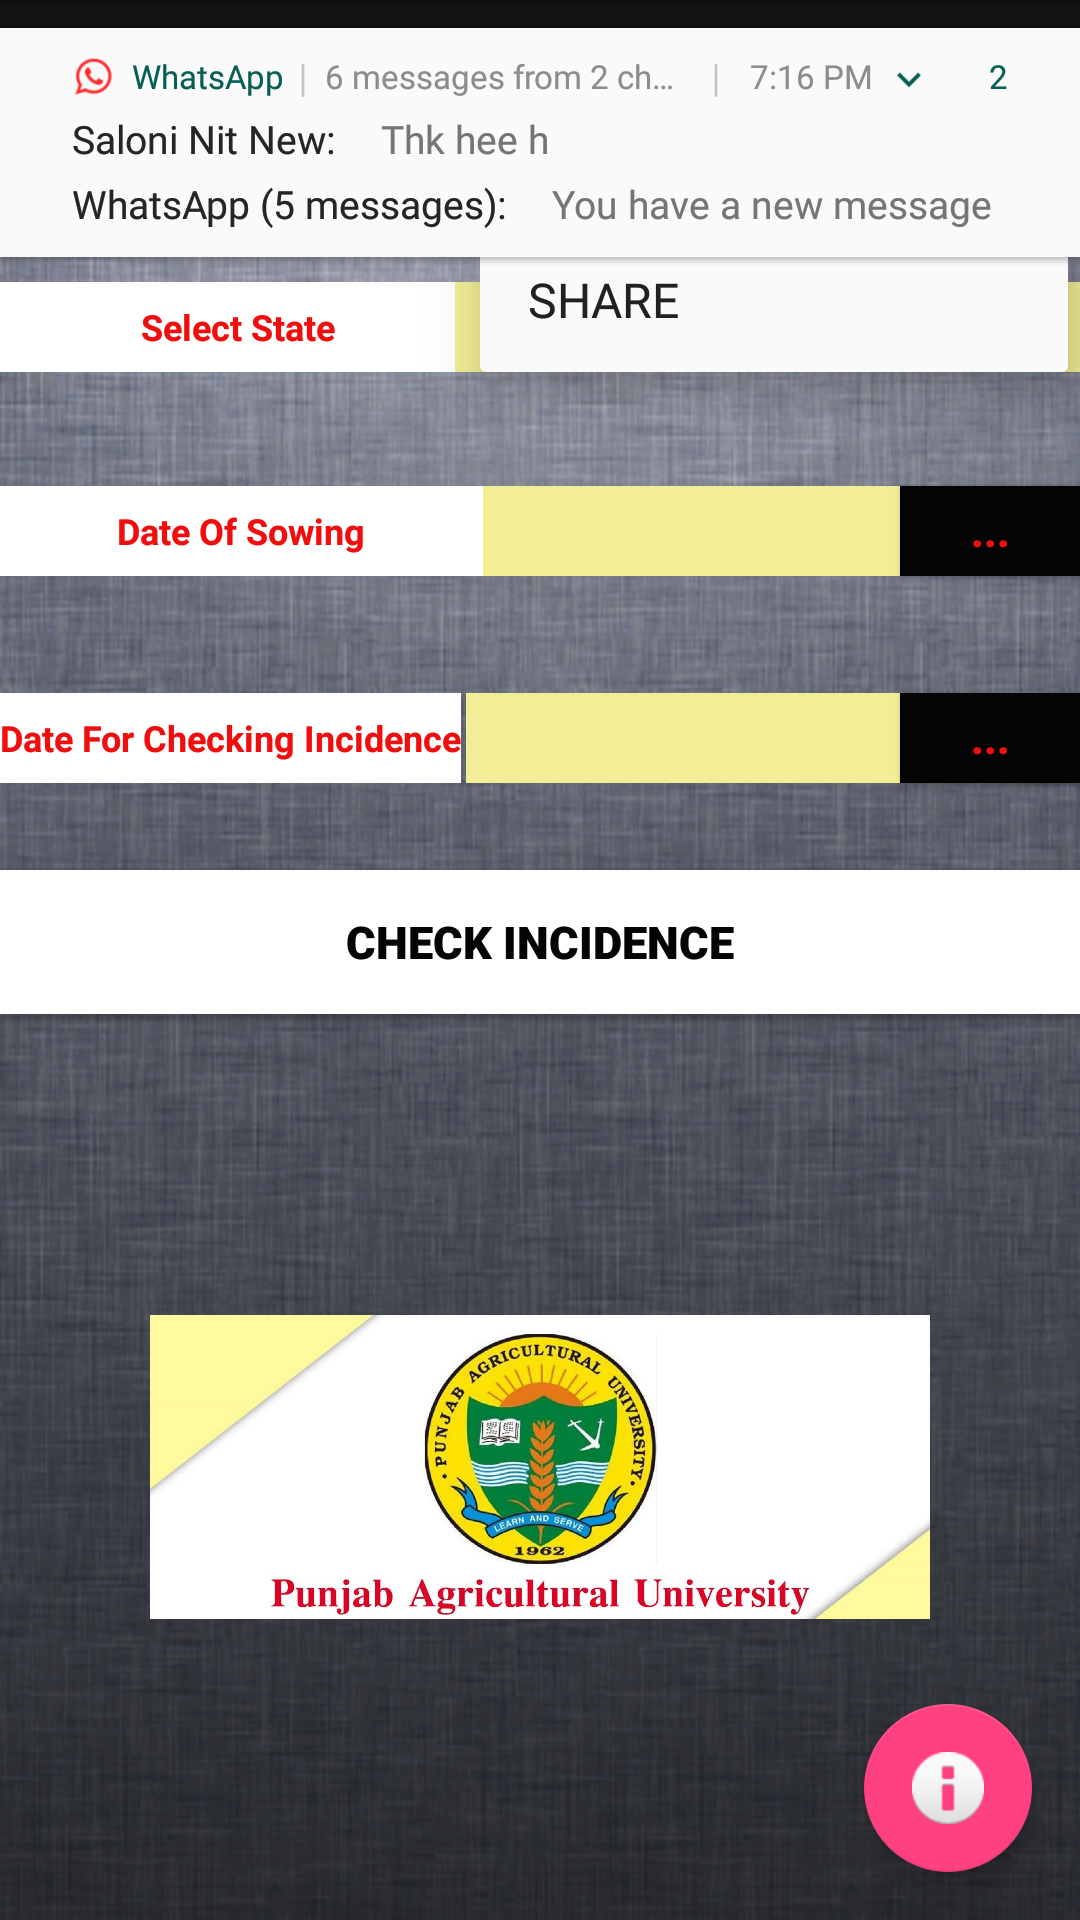 WhatsApp | 6 messages from 2 ch... | 7:16 PM 2
Saloni Nit New: Thk hee h
WhatsApp (5 messages): You have a new message
SHARE
Select State
Date Of Sowing ...
Date For Checking Incidence ...
CHECK INCIDENCE
· PUNJAB AGRICULTURAL UNIVERSITY ·
LEARN AND SERVE
1962
Punjab Agricultural University